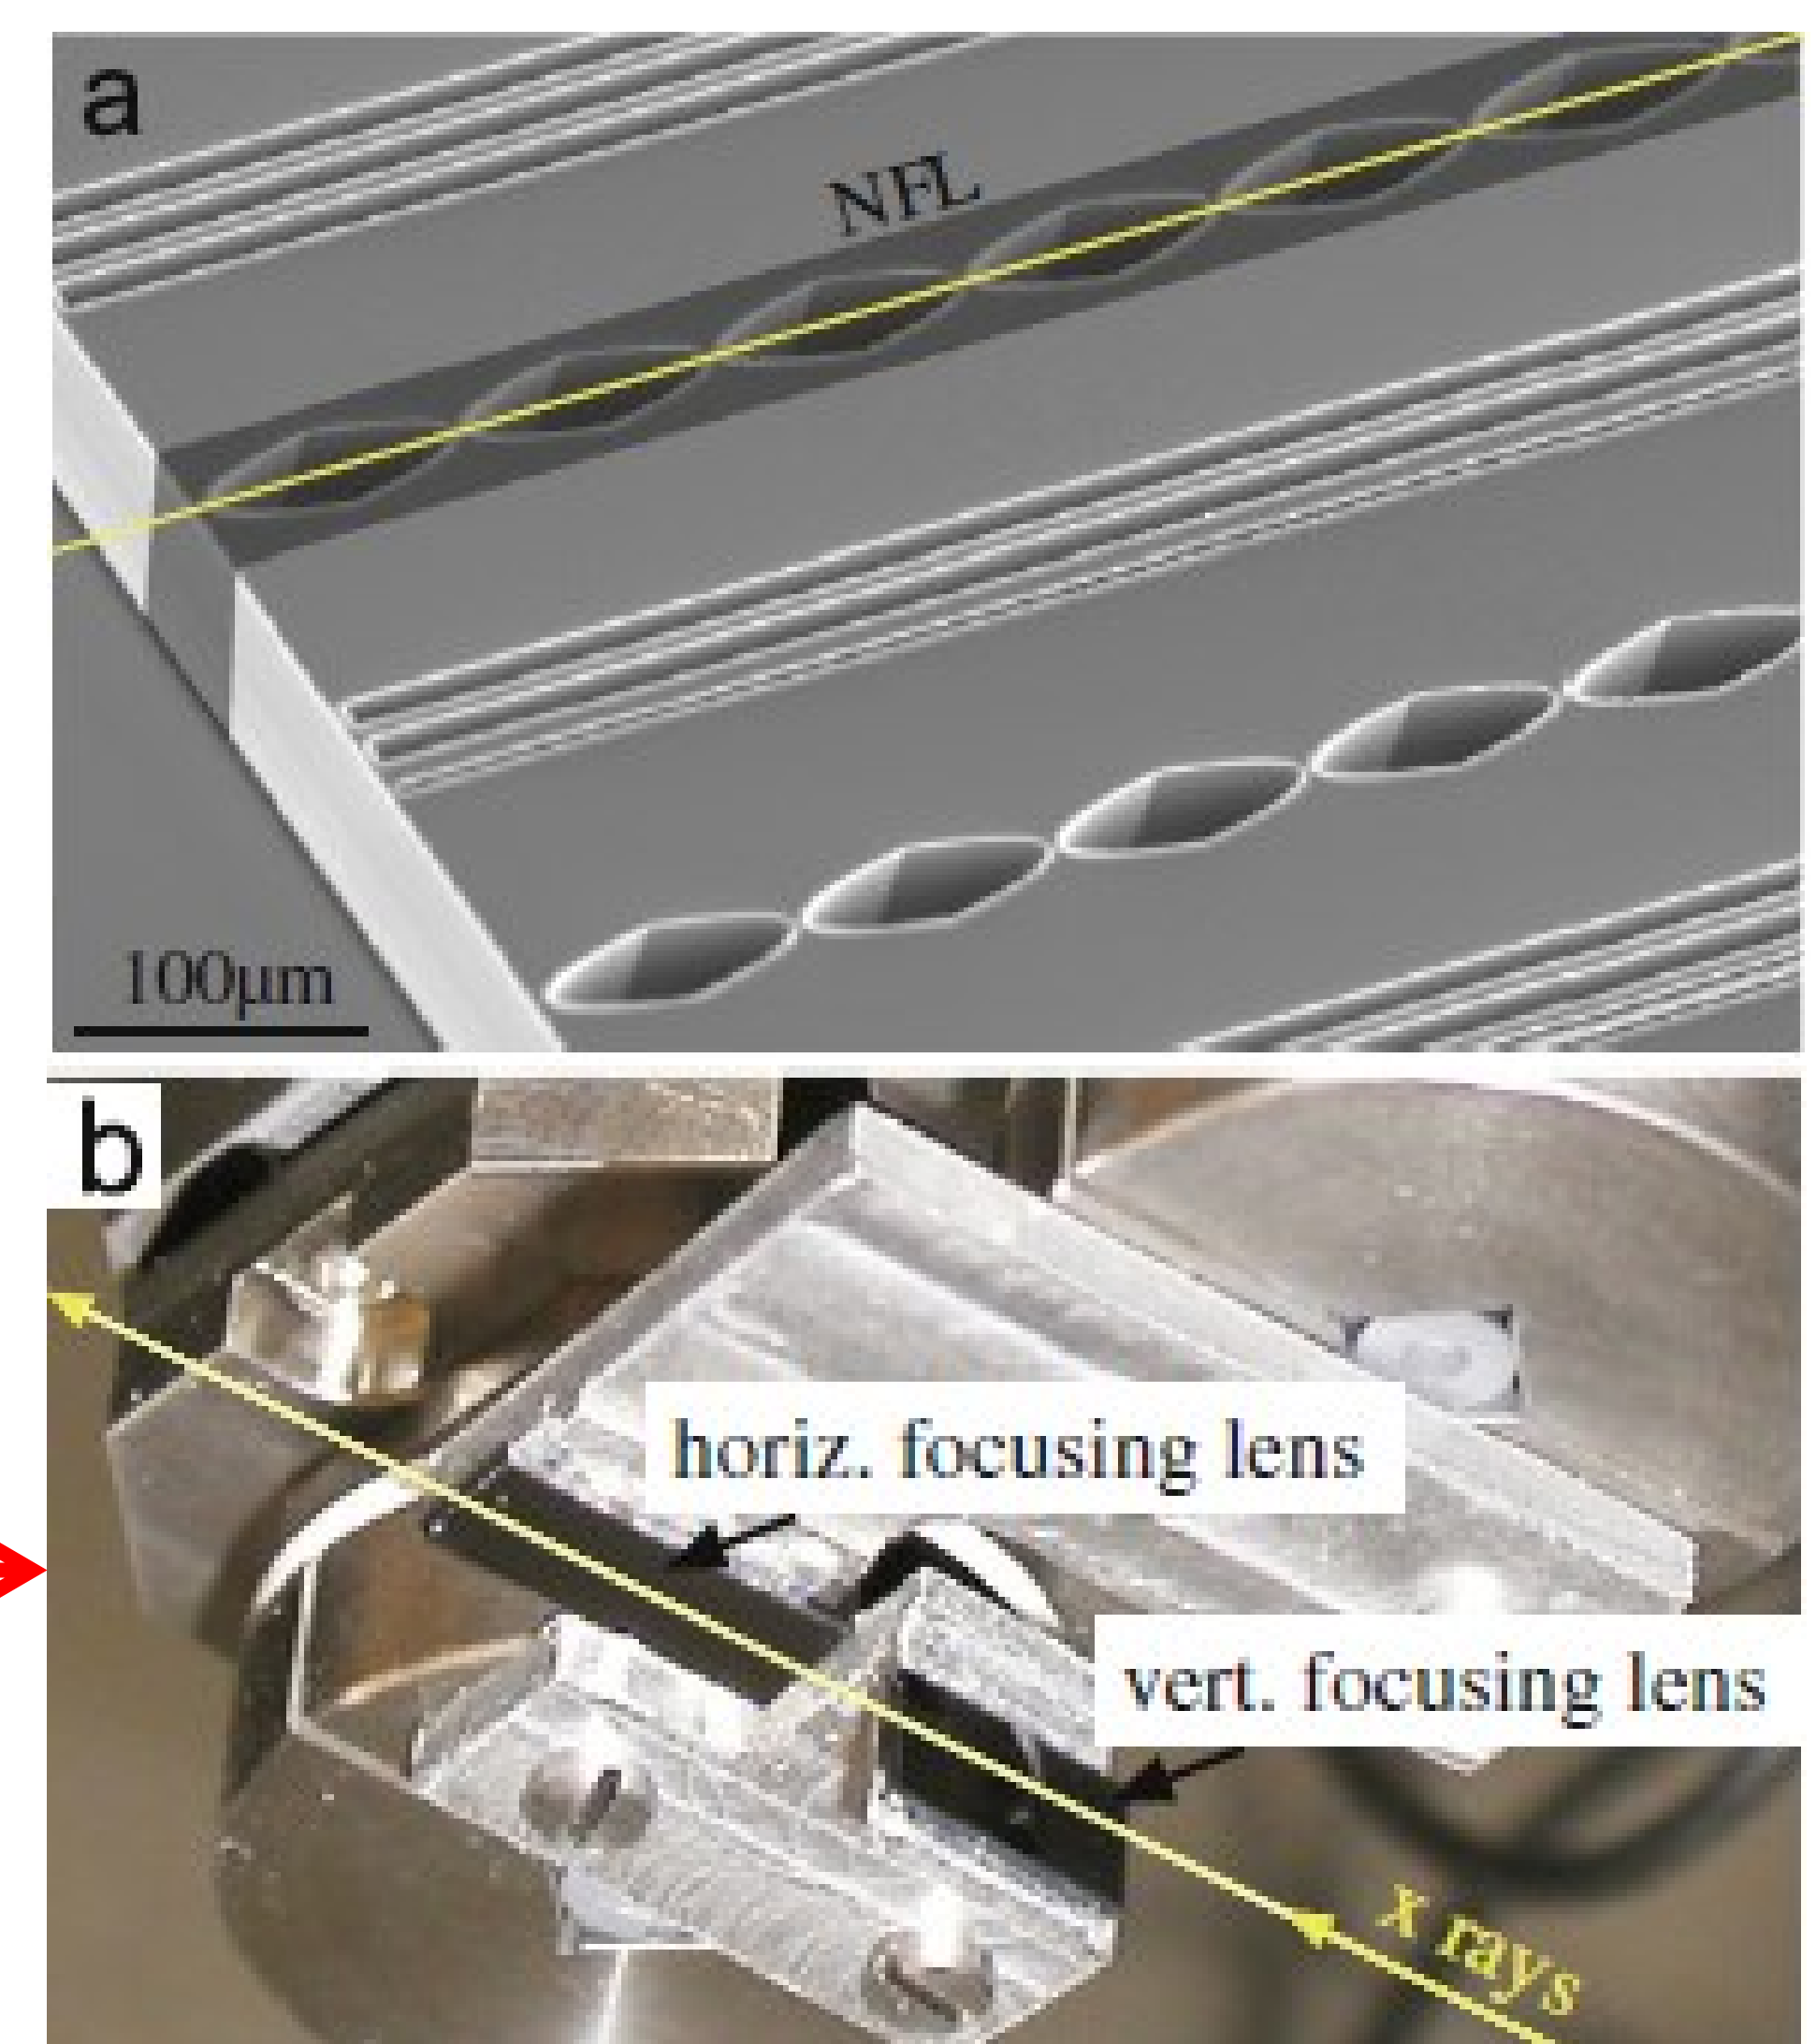 a
NFL
100μm
b
horiz. focusing lens
vert. focusing lens
x rays